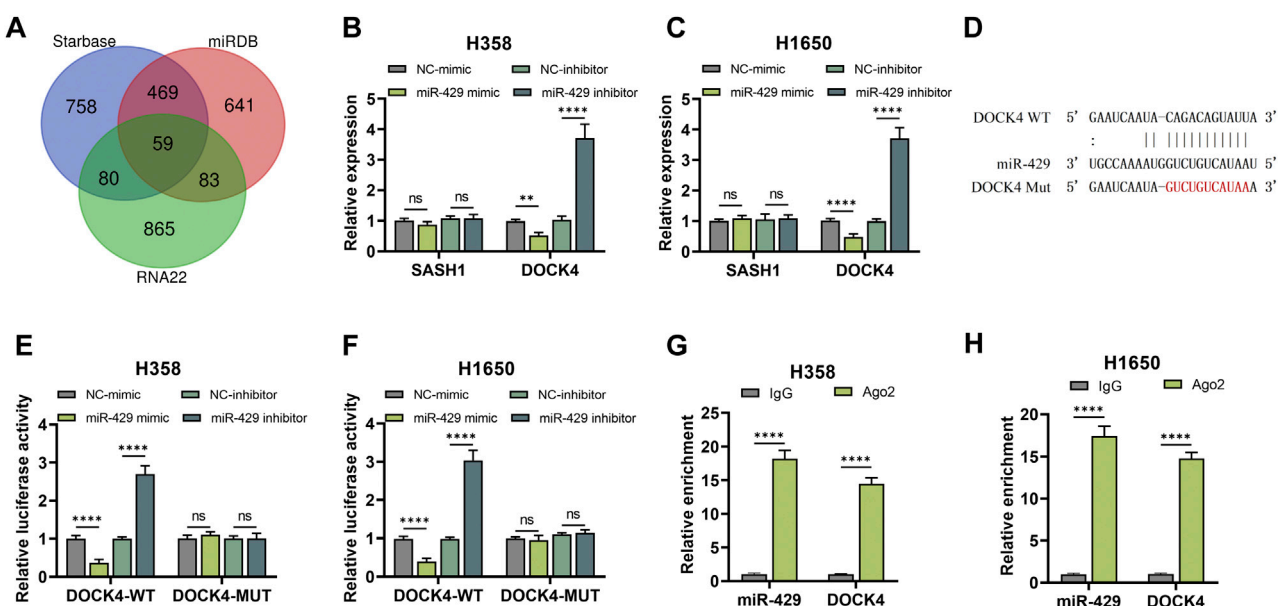 A
Starbase
miRDB
758
469
641
59
80
83
865
RNA22
B
H358
NC-mimic
NC-inhibitor
miR-429 mimic
miR-429 inhibitor
Relative expression
5
4
3
2
1
0
ns
ns
**
****
SASH1
DOCK4
C
H1650
NC-mimic
NC-inhibitor
miR-429 mimic
miR-429 inhibitor
Relative expression
5
4
3
2
1
0
ns
ns
****
****
SASH1
DOCK4
D
DOCK4 WT 5' GAAUCAAUA-CAGACAGUAUUA 3'
: || |||||||||||
miR-429 3' UGCCAAAAUGGUCUGUCAUAAU 5'
DOCK4 Mut 5' GAAUCAAUA-GUCUGUCAUAAA 3'
E
H358
NC-mimic
NC-inhibitor
miR-429 mimic
miR-429 inhibitor
Relative luciferase activity
4
3
2
1
0
****
****
ns
ns
DOCK4-WT
DOCK4-MUT
F
H1650
NC-mimic
NC-inhibitor
miR-429 mimic
miR-429 inhibitor
Relative luciferase activity
4
3
2
1
0
****
****
ns
ns
DOCK4-WT
DOCK4-MUT
G
H358
IgG
Ago2
Relative enrichment
25
20
15
10
5
0
****
****
miR-429
DOCK4
H
H1650
IgG
Ago2
Relative enrichment
20
15
10
5
0
****
****
miR-429
DOCK4